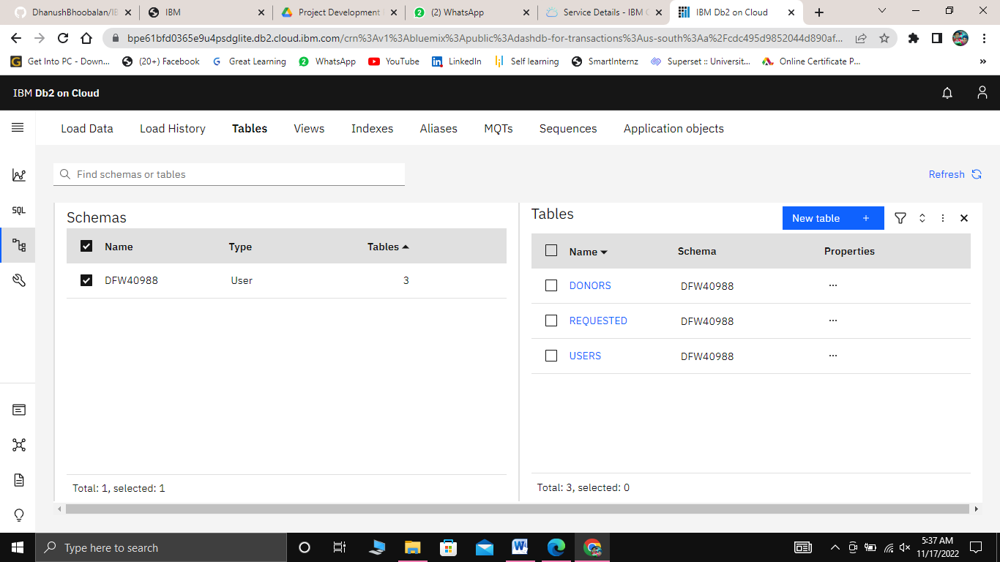 DhanushBhoobalan/IE
IBM
Project Development
(2) WhatsApp
Service Details - IBM C
IBM Db2 on Cloud
bpe61bfd0365e9u4psdglite.db2.cloud.ibm.com/crn%3Av1%3Abluemix%3Apublic%3Adashdb-for-transactions%3Aus-south%3Aa%2Fcdc495d9852044d890af...
Get Into PC - Down...
(20+) Facebook
Great Learning
WhatsApp
YouTube
LinkedIn
Self learning
SmartInternz
Superset :: Universit...
Online Certificate P...
IBM Db2 on Cloud
Load Data
Load History
Tables
Views
Indexes
Aliases
MQTs
Sequences
Application objects
Find schemas or tables
Refresh
SQL
Schemas
Name Type Tables
DFW40988 User 3
Total: 1, selected: 1
Tables
New table +
Name Schema Properties
DONORS DFW40988 ...
REQUESTED DFW40988 ...
USERS DFW40988 ...
Total: 3, selected: 0
Type here to search
5:37 AM
11/17/2022